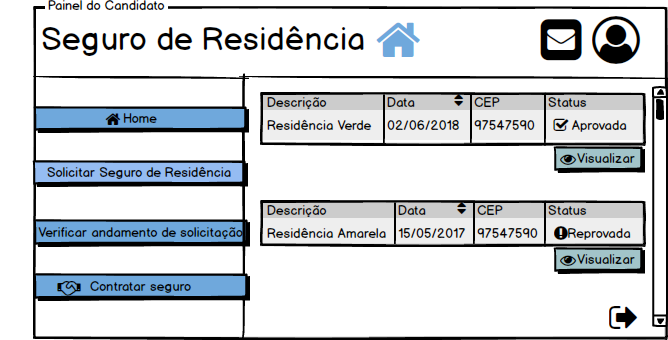 Painel do Candidato
Seguro de Residência
Home
Solicitar Seguro de Residência
Verificar andamento de solicitação
Contratar seguro
Descrição Data CEP Status
Residência Verde 02/06/2018 97547590 Aprovada
Visualizar
Descrição Data CEP Status
Residência Amarela 15/05/2017 97547590 Reprovada
Visualizar